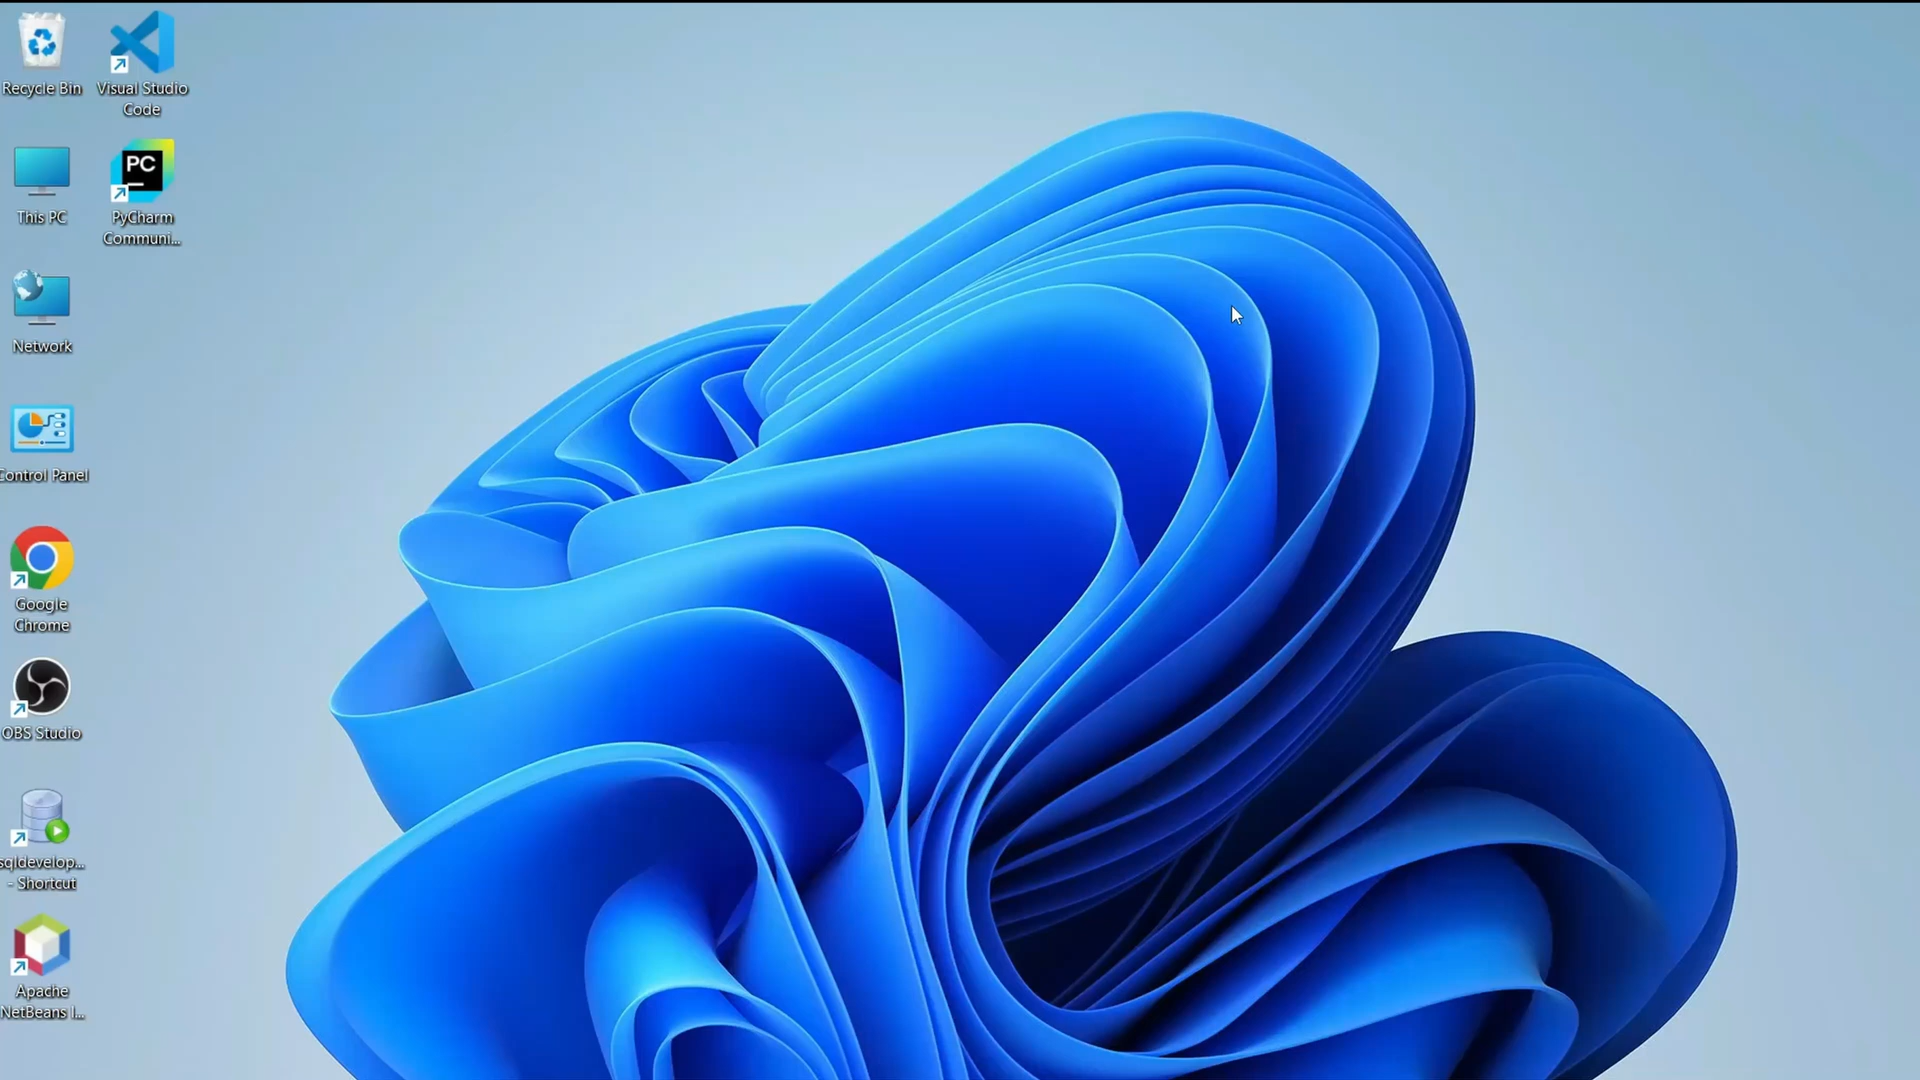 Recycle Bin
Visual Studio
Code
This PC
PC
PyCharm
Communi...
Network
Control Panel
Google
Chrome
OBS Studio
sqldevelop...
- Shortcut
Apache
NetBeans I...